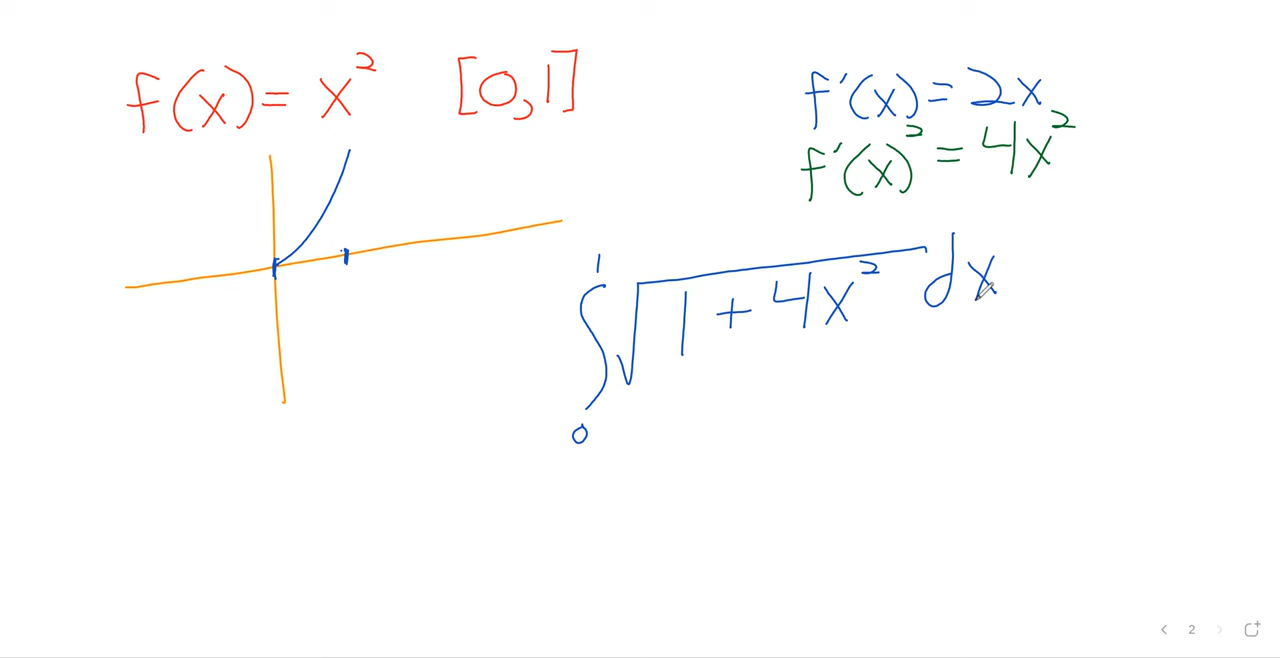 f(x) = x² [0,1]
f'(x) = 2x
f'(x)² = 4x²
∫₀¹ √(1 + 4x²) dx
2